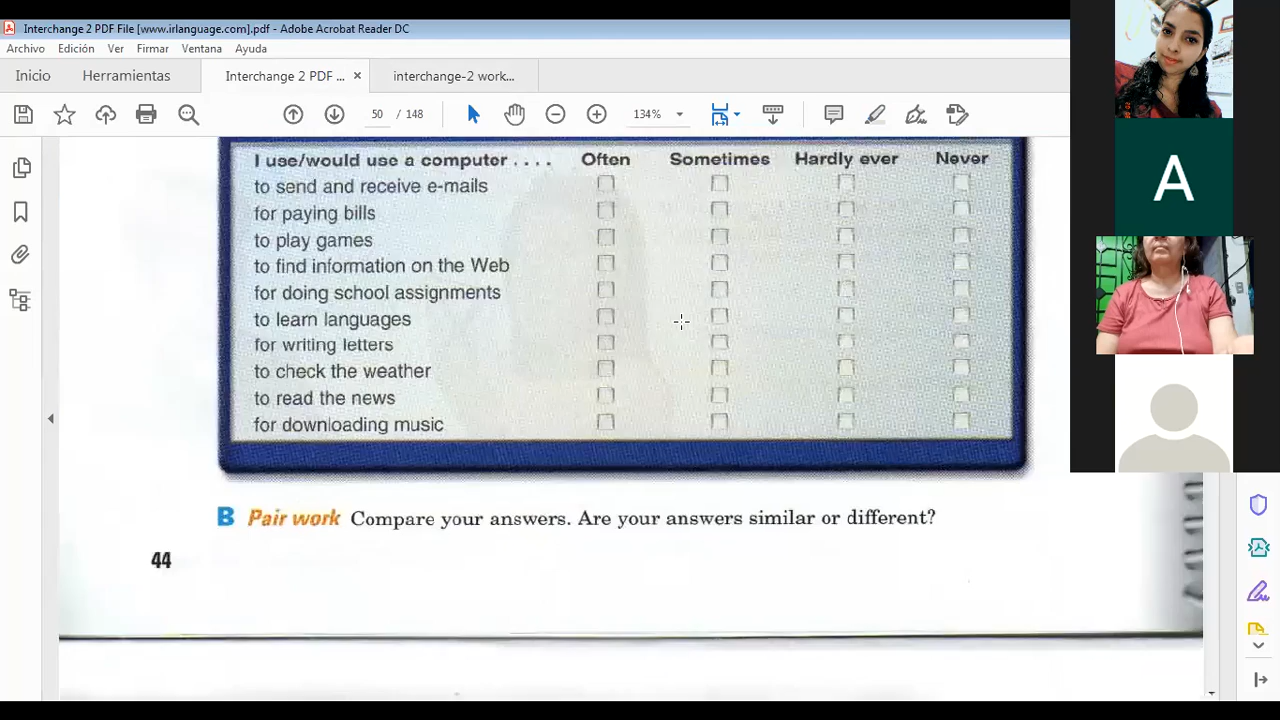 Interchange 2 PDF File [www.irlanguage.com].pdf - Adobe Acrobat Reader DC
Archivo Edición Ver Firmar Ventana Ayuda
Inicio Herramientas Interchange 2 PDF ... × interchange-2 work...
50 / 148 134%
I use/would use a computer . . . . Often Sometimes Hardly ever Never
to send and receive e-mails
for paying bills
to play games
to find information on the Web
for doing school assignments
to learn languages
for writing letters
to check the weather
to read the news
for downloading music
B Pair work Compare your answers. Are your answers similar or different?
44
A